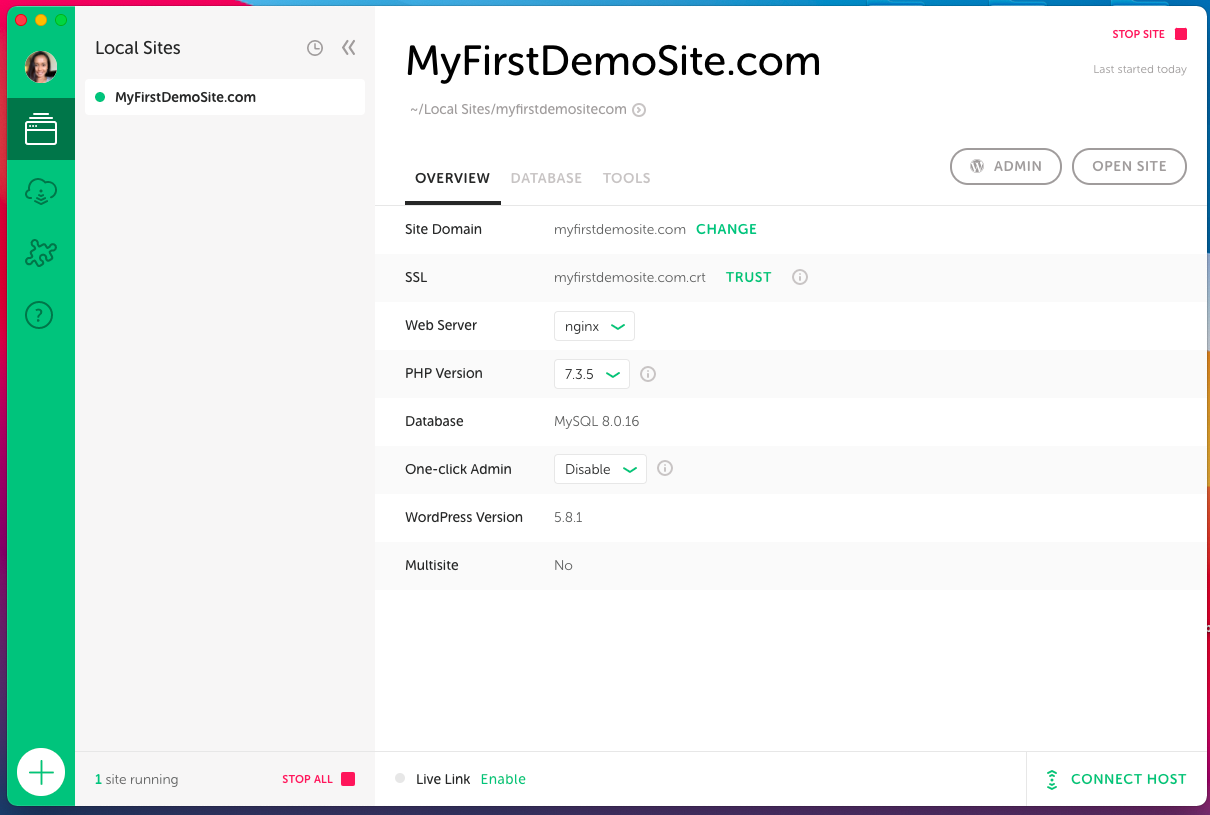 Local Sites
MyFirstDemoSite.com
1 site running
STOP ALL
MyFirstDemoSite.com
~/Local Sites/myfirstdemositecom
STOP SITE
Last started today
OVERVIEW DATABASE TOOLS
ADMIN
OPEN SITE
Site Domain myfirstdemosite.com CHANGE
SSL myfirstdemosite.com.crt TRUST
Web Server nginx
PHP Version 7.3.5
Database MySQL 8.0.16
One-click Admin Disable
WordPress Version 5.8.1
Multisite No
Live Link Enable
CONNECT HOST